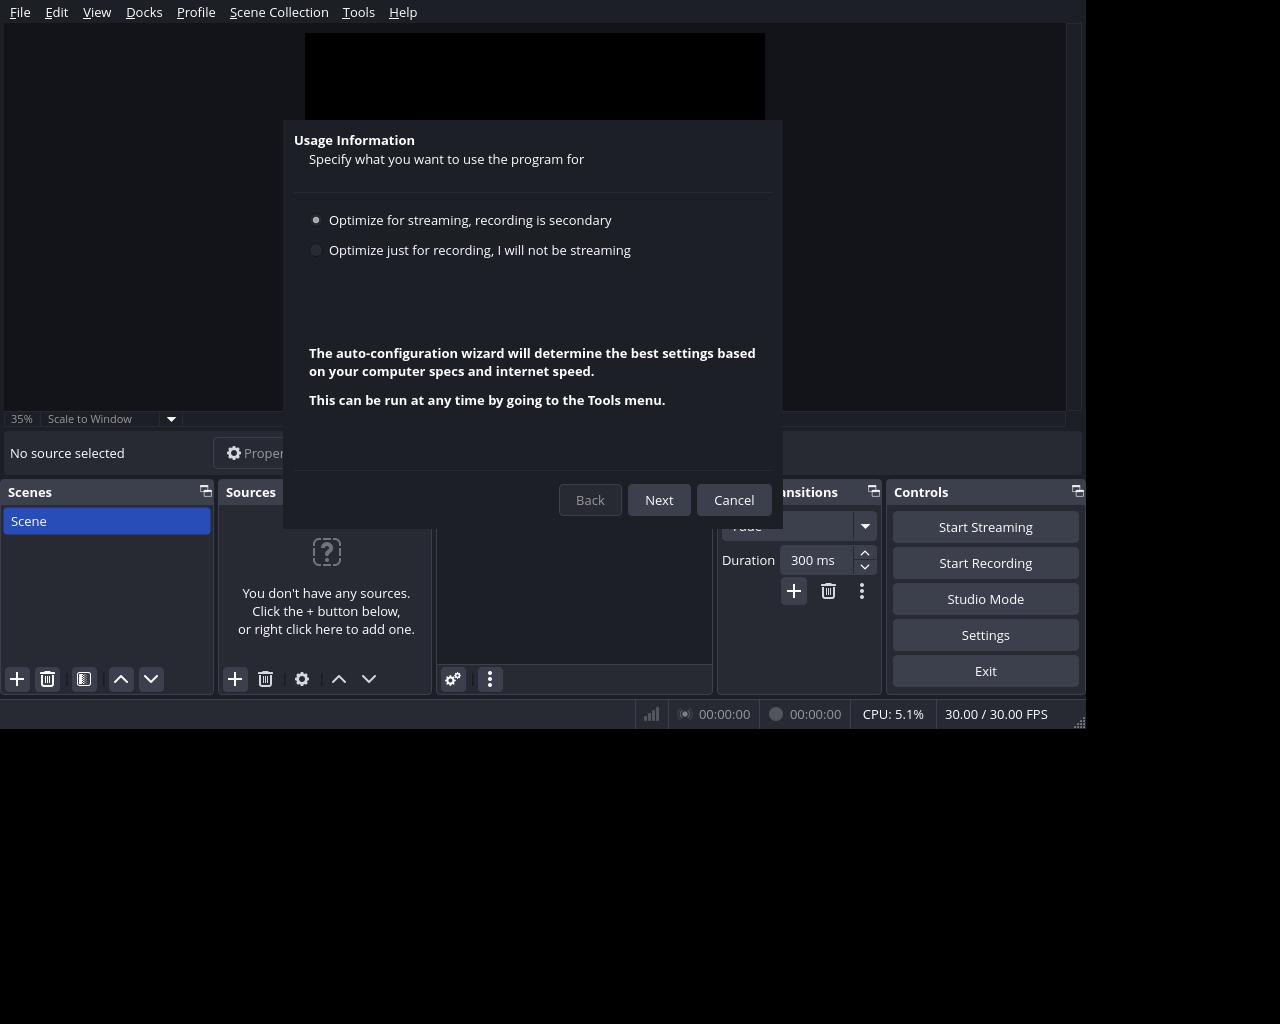 File Edit View Docks Profile Scene Collection Tools Help
Usage Information
Specify what you want to use the program for
Optimize for streaming, recording is secondary
Optimize just for recording, I will not be streaming
The auto-configuration wizard will determine the best settings based
on your computer specs and internet speed.
This can be run at any time by going to the Tools menu.
Back Next Cancel
35% Scale to Window
No source selected
Scenes
Scene
Sources
You don't have any sources.
Click the + button below,
or right click here to add one.
Duration 300 ms
Controls
Start Streaming
Start Recording
Studio Mode
Settings
Exit
00:00:00 00:00:00 CPU: 5.1% 30.00 / 30.00 FPS